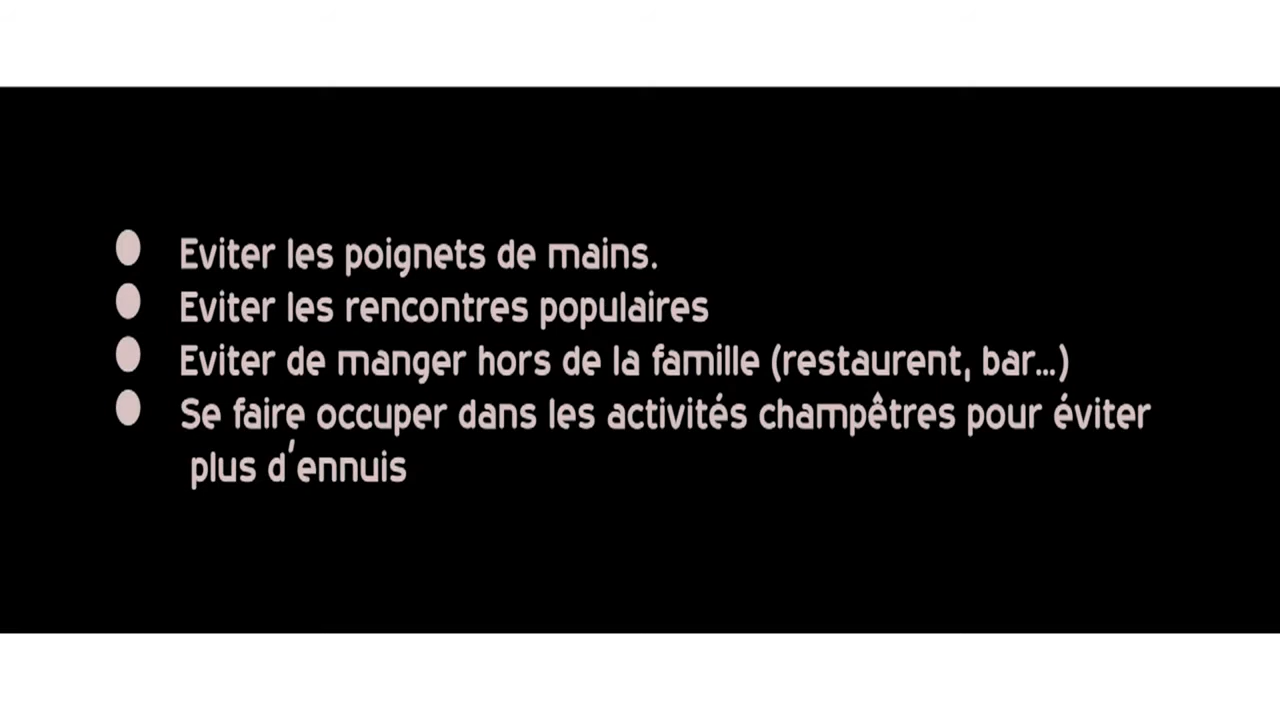 ● Eviter les poignets de mains.
● Eviter les rencontres populaires
● Eviter de manger hors de la famille (restaurent, bar...)
● Se faire occuper dans les activités champêtres pour éviter
plus d'ennuis